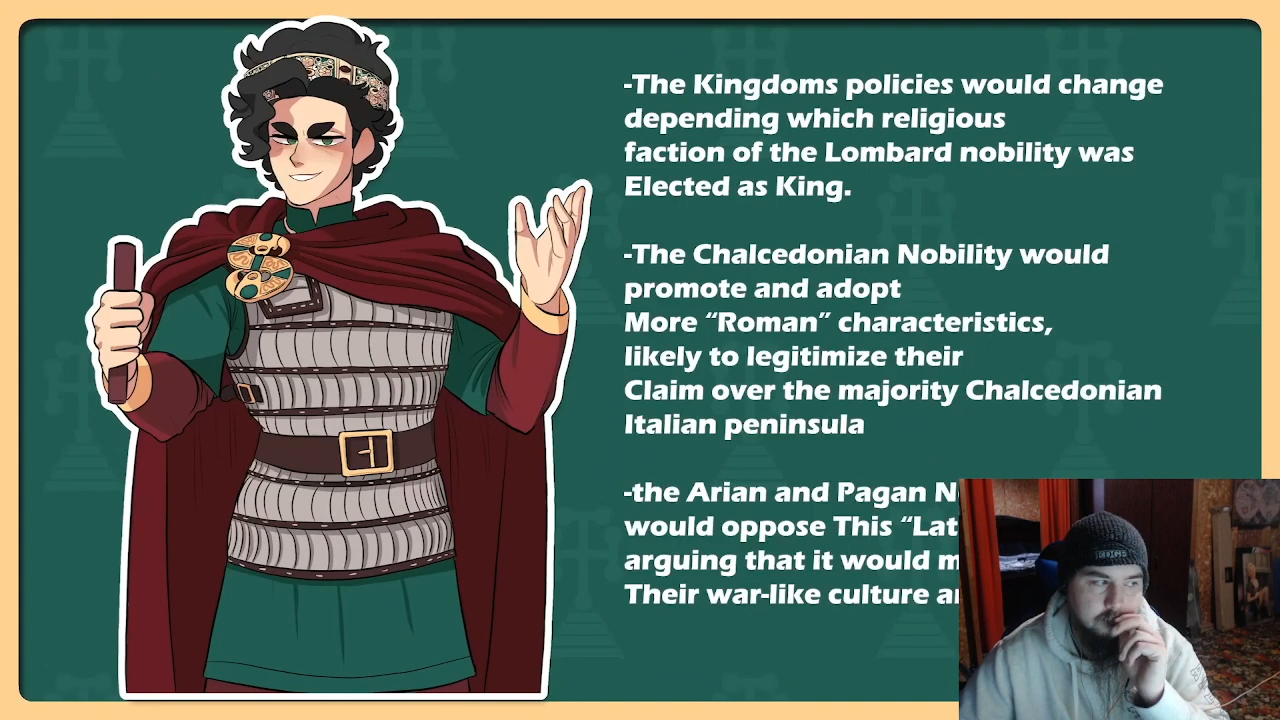 -The Kingdoms policies would change
depending which religious
faction of the Lombard nobility was
Elected as King.
-The Chalcedonian Nobility would
promote and adopt
More “Roman” characteristics,
likely to legitimize their
Claim over the majority Chalcedonian
Italian peninsula
-the Arian and Pagan
would oppose This “Lat
arguing that it would
Their war-like culture
EDGE